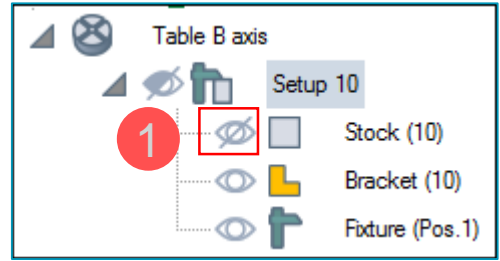 Table B axis
Setup 10
1
Stock (10)
Bracket (10)
Fixture (Pos.1)